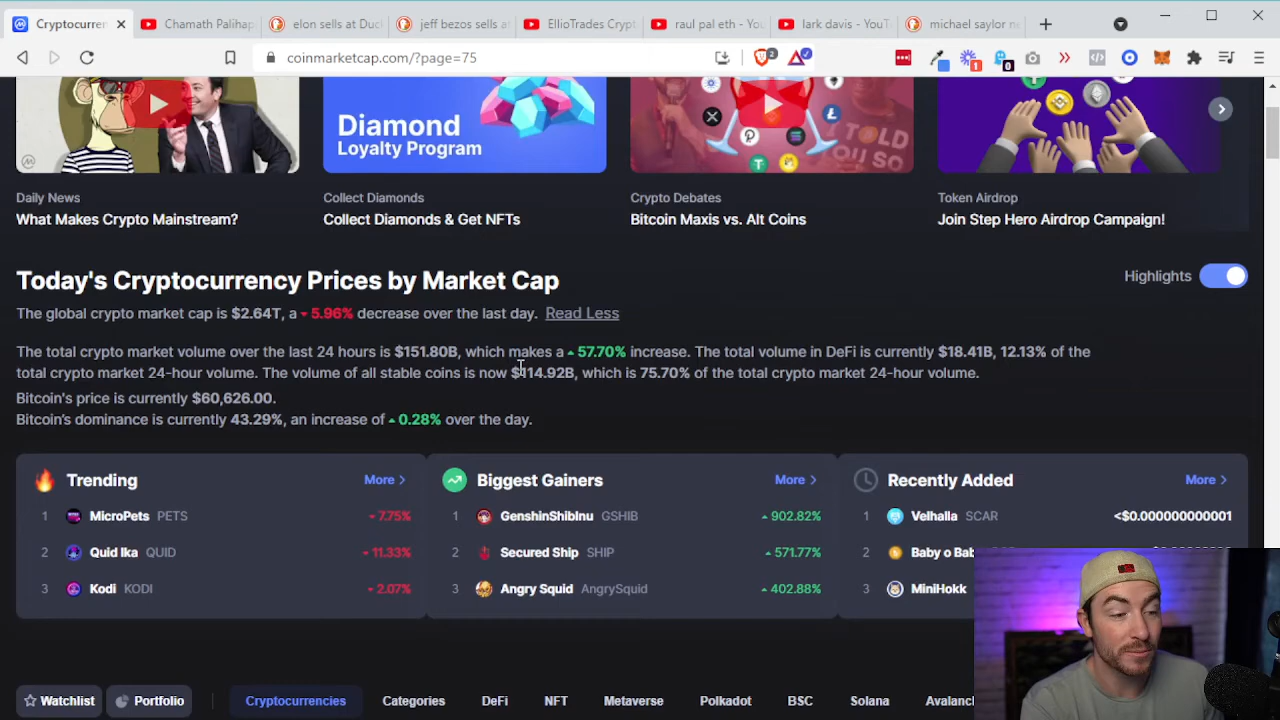 Cryptocurren
Chamath Palihap
elon sells at Duc
jeff bezos sells at
EllioTrades Crypt
raul pal eth - You
lark davis - YouT
michael saylor ne
coinmarketcap.com/?page=75
2
1
0
Diamond
Loyalty Program
I TOLD
YOU SO
Daily News
What Makes Crypto Mainstream?
Collect Diamonds
Collect Diamonds & Get NFTs
Crypto Debates
Bitcoin Maxis vs. Alt Coins
Token Airdrop
Join Step Hero Airdrop Campaign!
Today's Cryptocurrency Prices by Market Cap
Highlights
The global crypto market cap is $2.64T, a 5.96% decrease over the last day. Read Less
The total crypto market volume over the last 24 hours is $151.80B, which makes a 57.70% increase. The total volume in DeFi is currently $18.41B, 12.13% of the
total crypto market 24-hour volume. The volume of all stable coins is now $114.92B, which is 75.70% of the total crypto market 24-hour volume.
Bitcoin's price is currently $60,626.00.
Bitcoin's dominance is currently 43.29%, an increase of 0.28% over the day.
Trending More
1 MicroPets PETS 7.75%
2 Quid Ika QUID 11.33%
3 Kodi KODI 2.07%
Biggest Gainers More
1 GenshinShibInu GSHIB 902.82%
2 Secured Ship SHIP 571.77%
3 Angry Squid AngrySquid 402.88%
Recently Added More
1 Velhalla SCAR <$0.000000000001
2 Baby o Bab
3 MiniHokk
Watchlist Portfolio Cryptocurrencies Categories DeFi NFT Metaverse Polkadot BSC Solana Avalanc